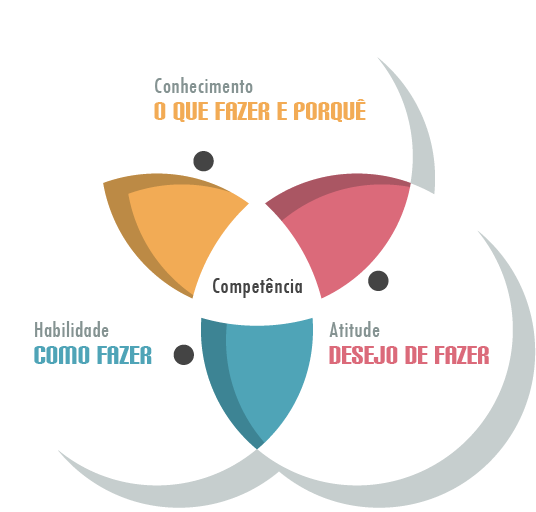 Conhecimento
O QUE FAZER E PORQUÊ
Competência
Habilidade
COMO FAZER
Atitude
DESEJO DE FAZER